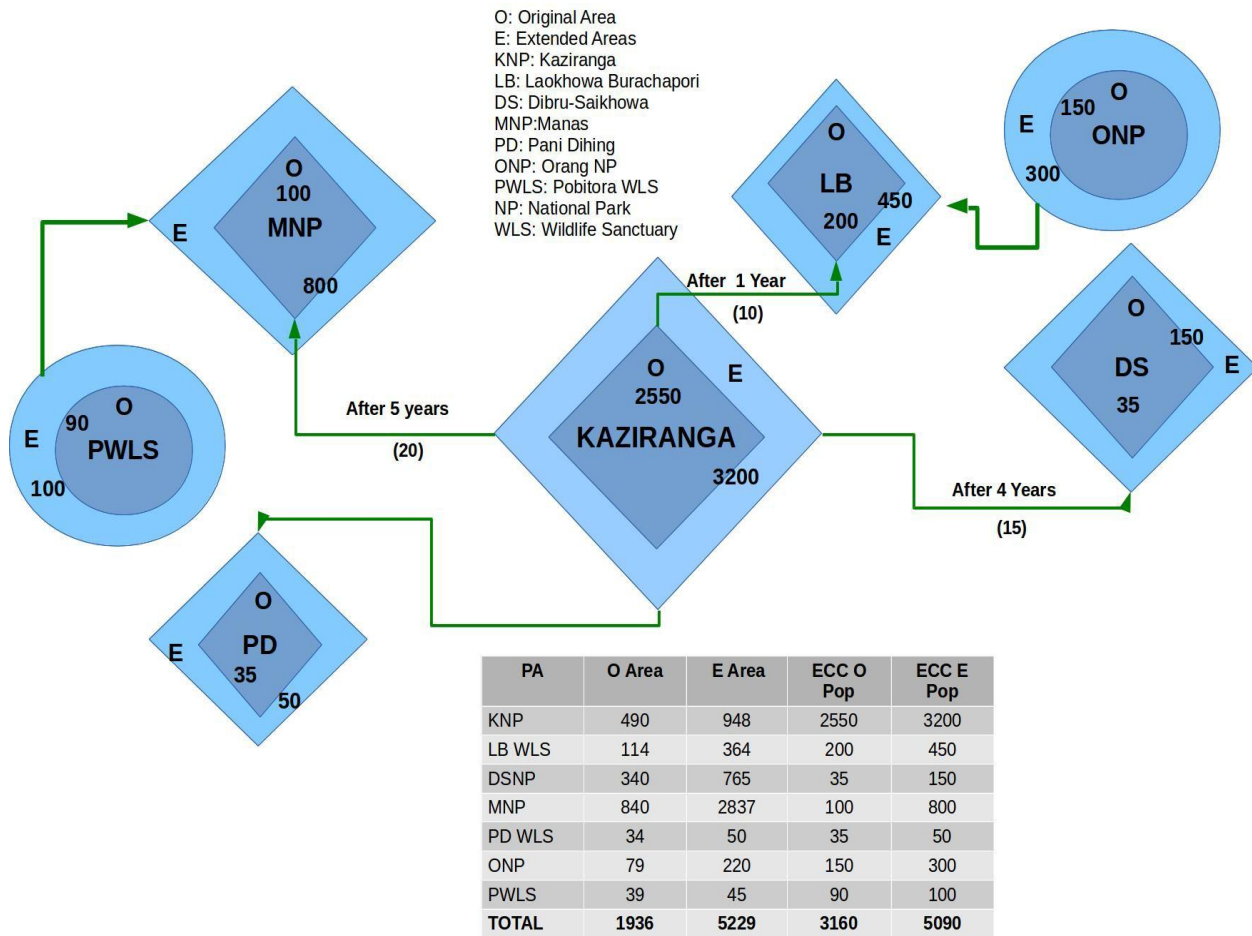 O: Original Area
E: Extended Areas
KNP: Kaziranga
LB: Laokhowa Burachapori
DS: Dibru-Saikhowa
MNP:Manas
PD: Pani Dihing
ONP: Orang NP
PWLS: Pobitora WLS
NP: National Park
WLS: Wildlife Sanctuary
O
100
MNP
E
800
O
LB
450
200
E
O
150
E
ONP
300
After 1 Year
(10)
O
150
DS
E
35
O
E
2550
KAZIRANGA
3200
After 5 years
(20)
O
90
E
PWLS
100
After 4 Years
(15)
O
PD
E
35
50
PA O Area E Area ECC O Pop ECC E Pop
KNP 490 948 2550 3200
LB WLS 114 364 200 450
DSNP 340 765 35 150
MNP 840 2837 100 800
PD WLS 34 50 35 50
ONP 79 220 150 300
PWLS 39 45 90 100
TOTAL 1936 5229 3160 5090